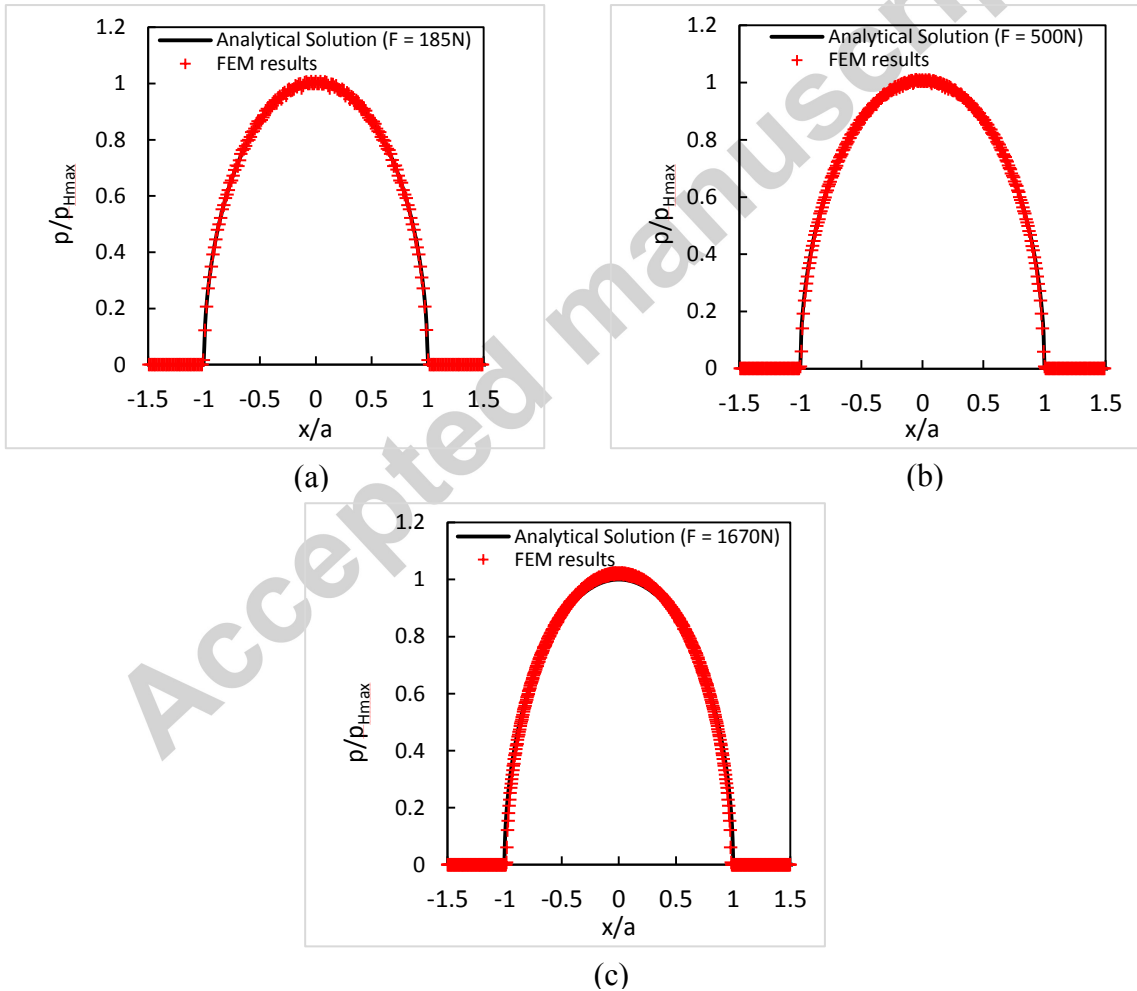 1.2
Analytical Solution (F = 185N)
FEM results
1
0.8
0.6
0.4
0.2
0
p/pHmax
-1.5 -1 -0.5 0 0.5 1 1.5
x/a
(a)
1.2
Analytical Solution (F = 500N)
FEM results
1
0.8
0.6
0.4
0.2
0
p/pHmax
-1.5 -1 -0.5 0 0.5 1 1.5
x/a
(b)
1.2
Analytical Solution (F = 1670N)
FEM results
1
0.8
0.6
0.4
0.2
0
p/pHmax
-1.5 -1 -0.5 0 0.5 1 1.5
x/a
(c)
Accepted manuscrip